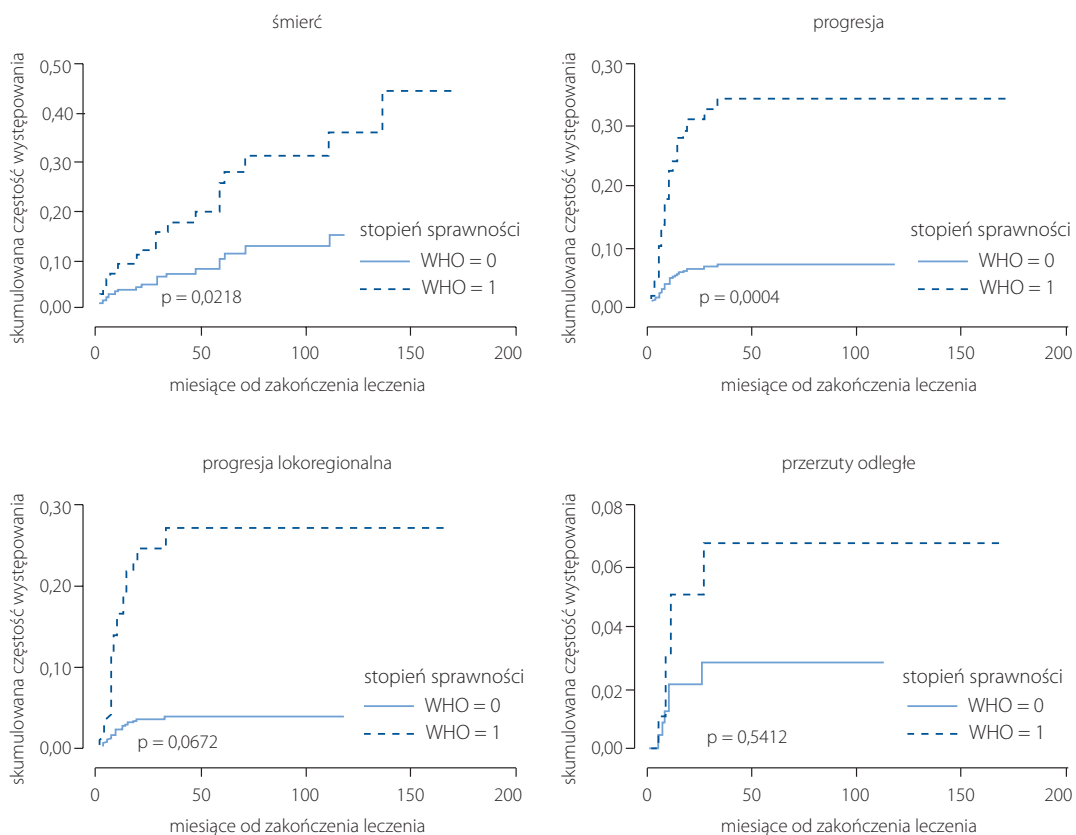 śmierć
skumulowana częstość występowania
0,50
0,40
0,30
0,20
0,10
0,00
stopień sprawności
WHO = 0
WHO = 1
p = 0,0218
0 50 100 150 200
miesiące od zakończenia leczenia
progresja
skumulowana częstość występowania
0,30
0,30
0,20
0,10
0,00
stopień sprawności
WHO = 0
WHO = 1
p = 0,0004
0 50 100 150 200
miesiące od zakończenia leczenia
progresja lokoregionalna
skumulowana częstość występowania
0,30
0,20
0,10
0,00
stopień sprawności
WHO = 0
WHO = 1
p = 0,0672
0 50 100 150 200
miesiące od zakończenia leczenia
przerzuty odległe
skumulowana częstość występowania
0,08
0,06
0,04
0,02
0,00
stopień sprawności
WHO = 0
WHO = 1
p = 0,5412
0 50 100 150 200
miesiące od zakończenia leczenia